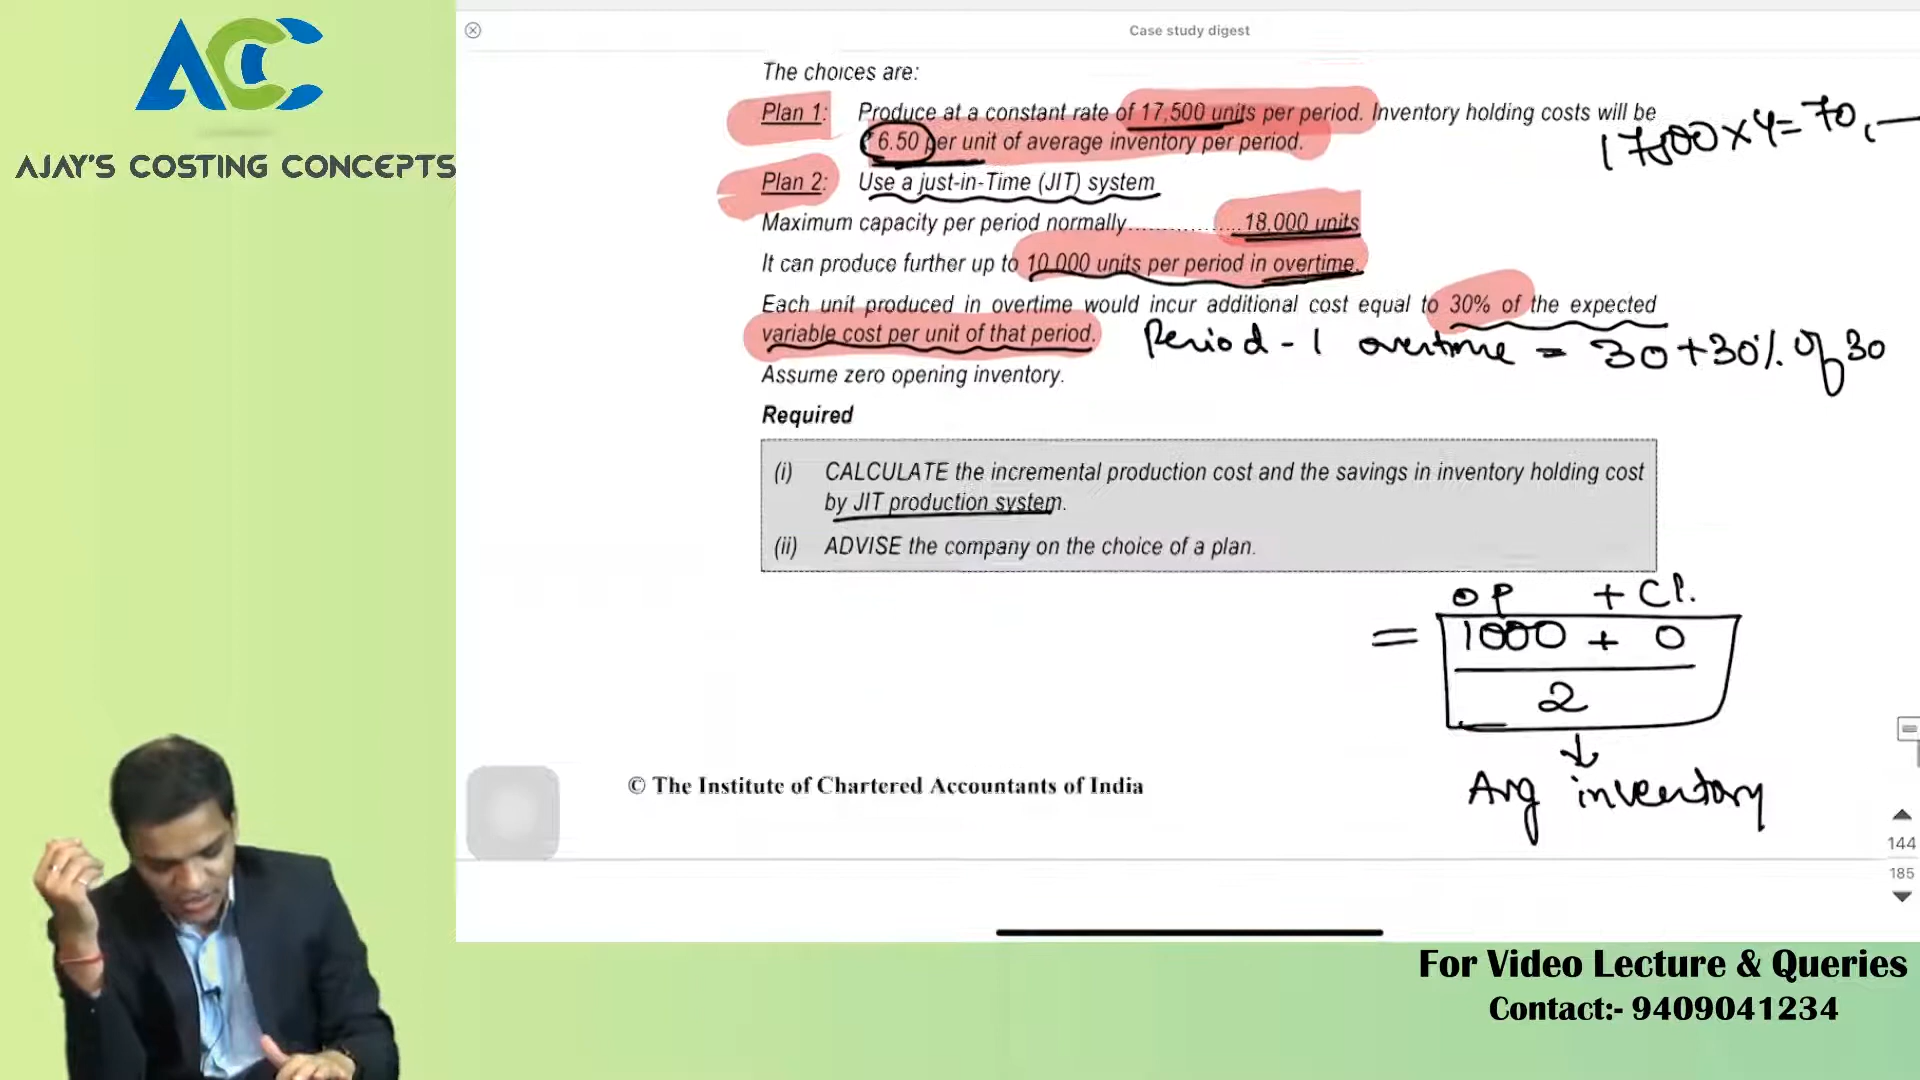 ACC
AJAY'S COSTING CONCEPTS
Case study digest
The choices are:
Plan 1: Produce at a constant rate of 17,500 units per period. Inventory holding costs will be
₹ 6.50 per unit of average inventory per period.
17,500 × 4 = 70,
Plan 2: Use a just-in-Time (JIT) system
Maximum capacity per period normally……………..18,000 units
It can produce further up to 10,000 units per period in overtime.
Each unit produced in overtime would incur additional cost equal to 30% of the expected
variable cost per unit of that period.
Period - 1 overtime = 30 + 30% of 30
Assume zero opening inventory.
Required
(i) CALCULATE the incremental production cost and the savings in inventory holding cost
by JIT production system.
(ii) ADVISE the company on the choice of a plan.
OP + Cl.
= 1000 + 0
2
Avg inventory
© The Institute of Chartered Accountants of India
144
185
For Video Lecture & Queries
Contact:- 9409041234